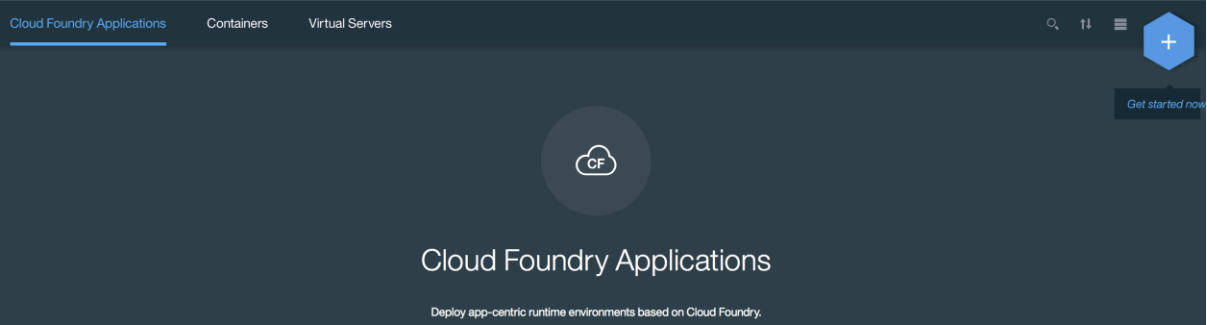 Cloud Foundry Applications Containers Virtual Servers
Get started now
CF
Cloud Foundry Applications
Deploy app-centric runtime environments based on Cloud Foundry.